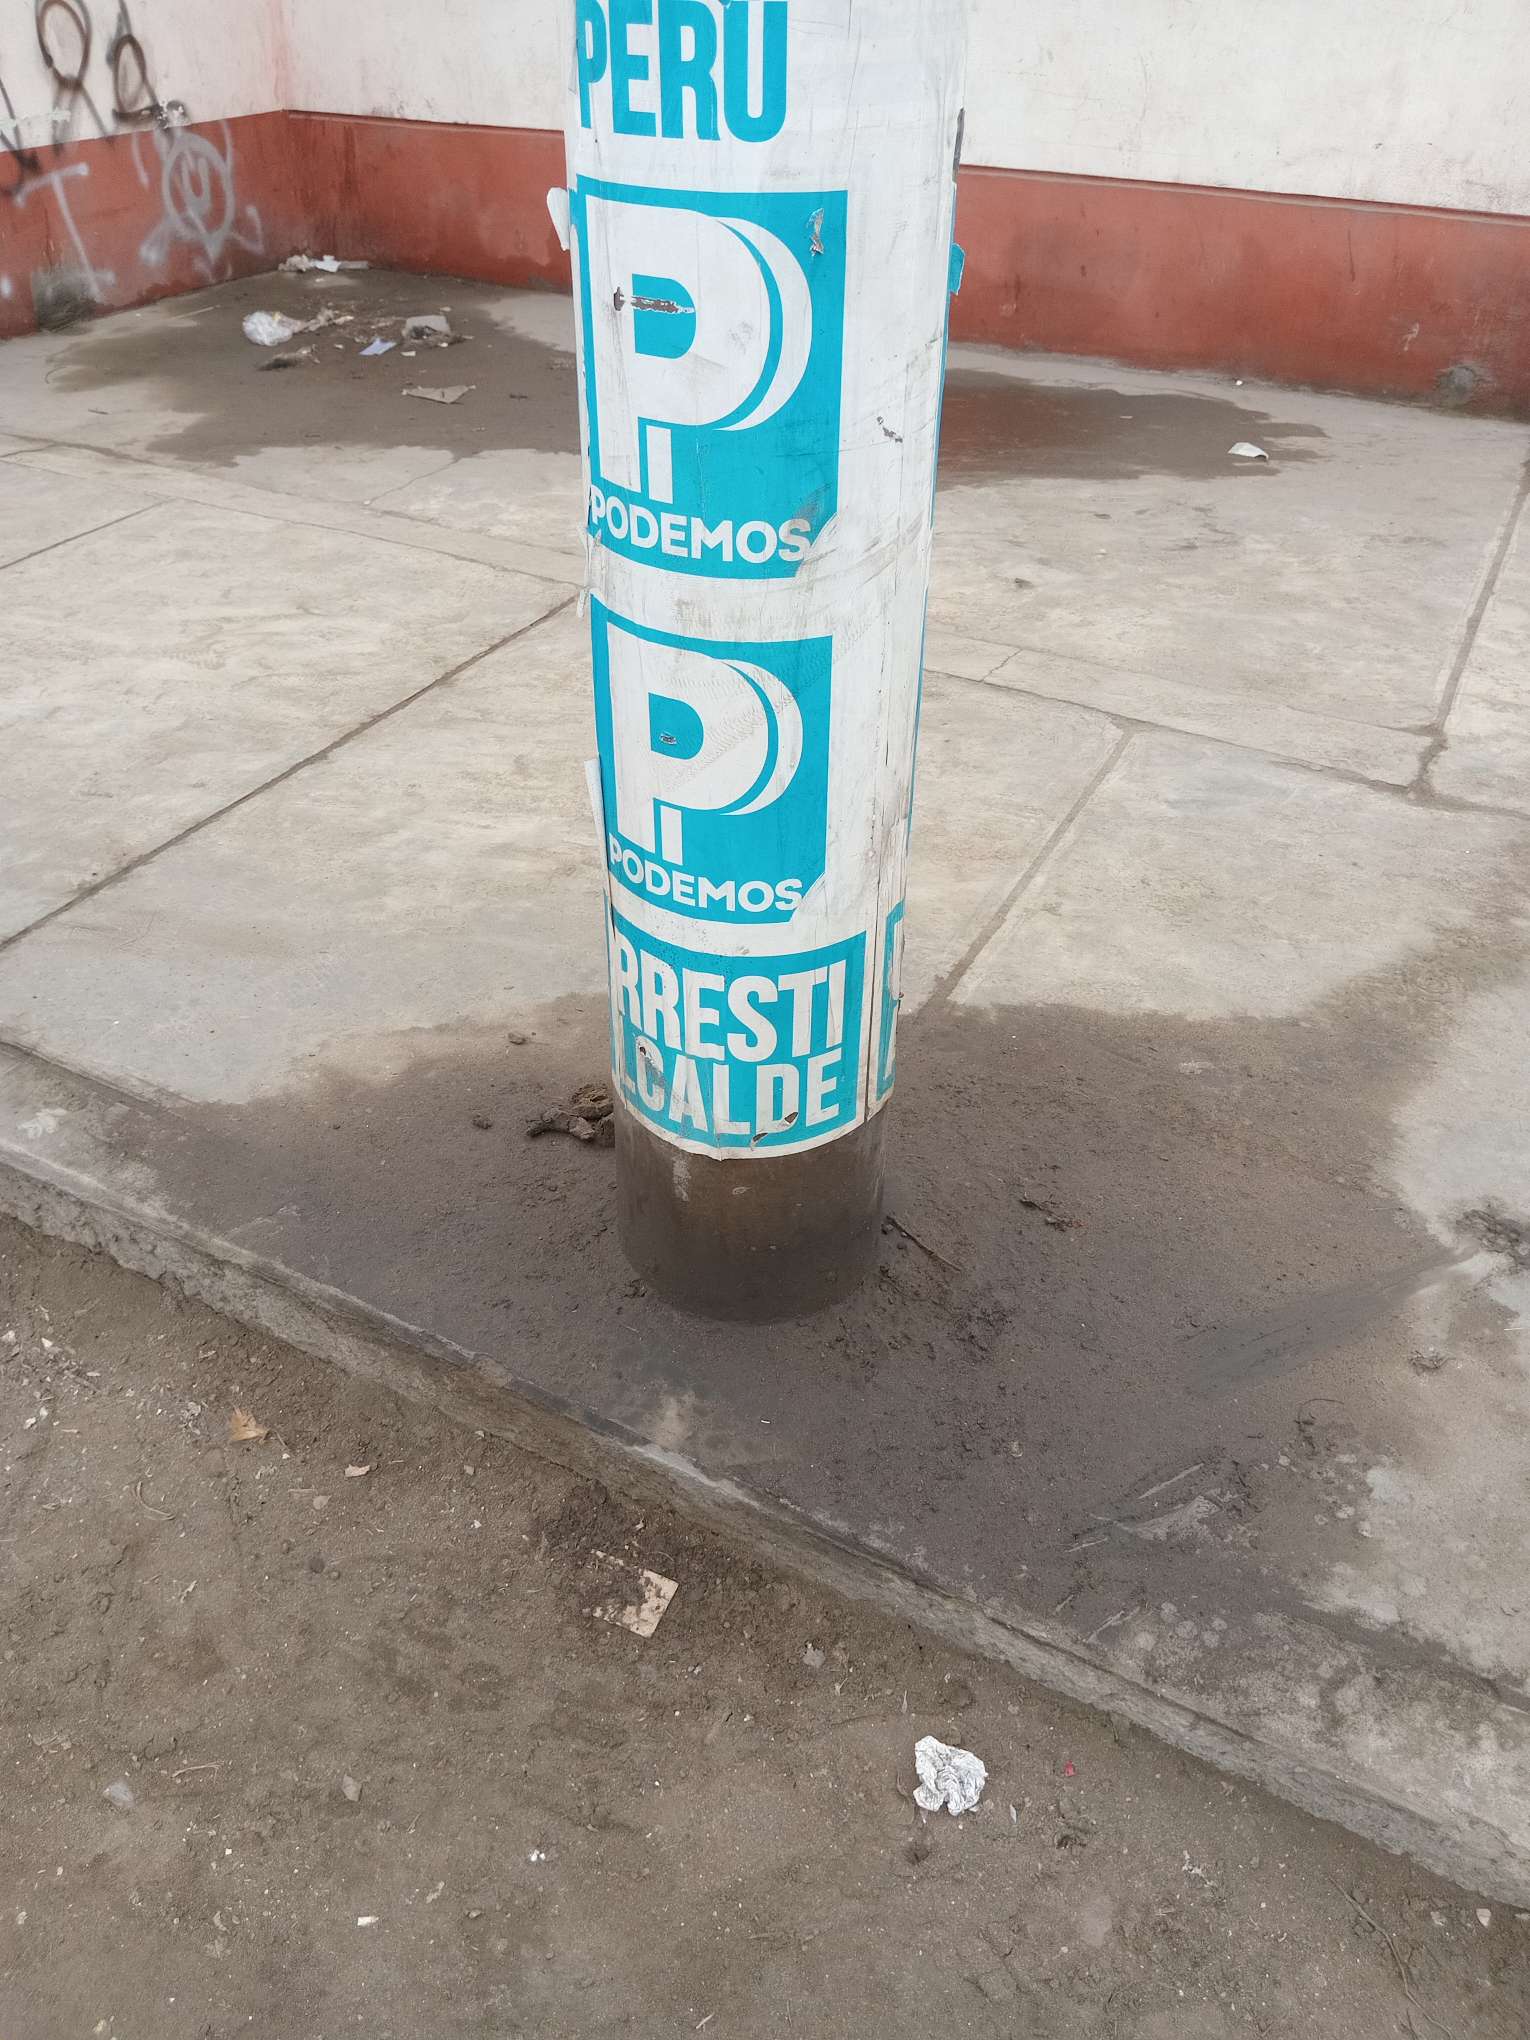 PERÚ
P
PODEMOS
P
PODEMOS
RRESTI
LCALDE